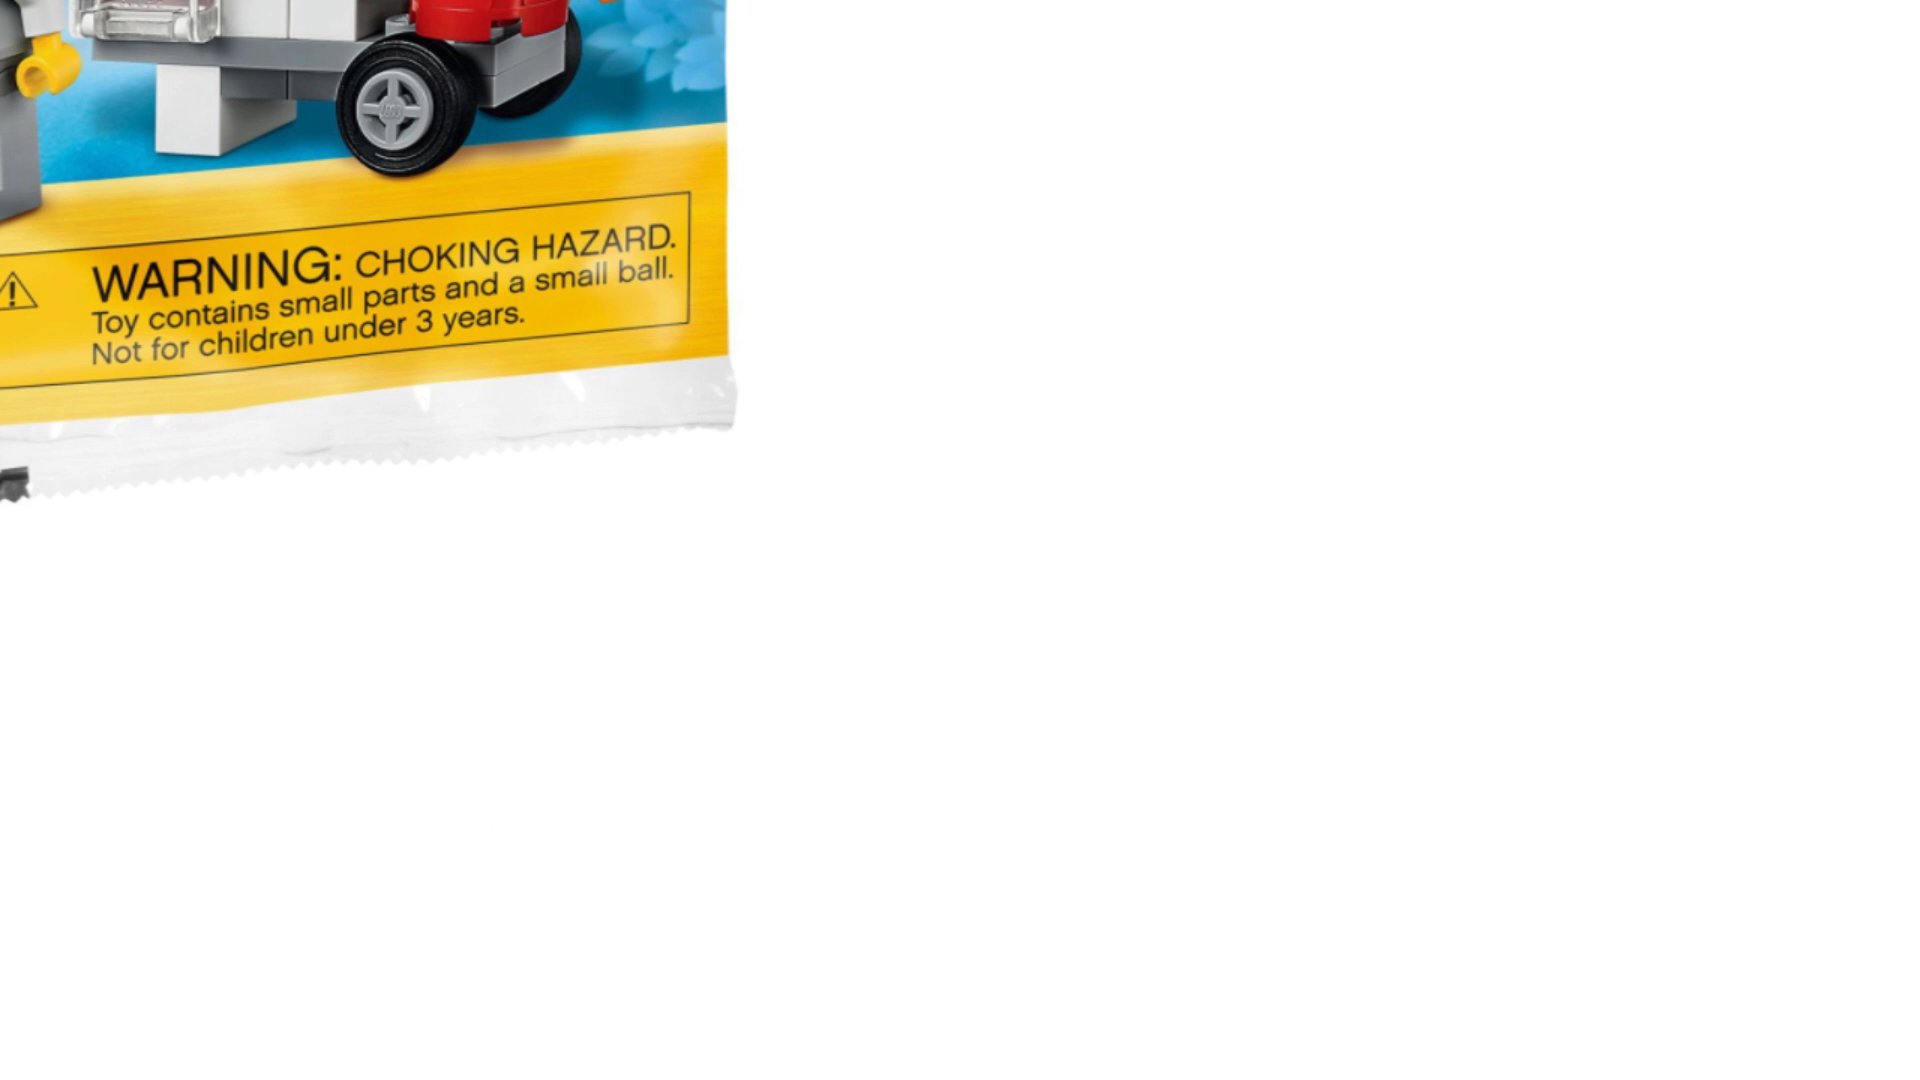 WARNING: CHOKING HAZARD.
Toy contains small parts and a small ball.
Not for children under 3 years.